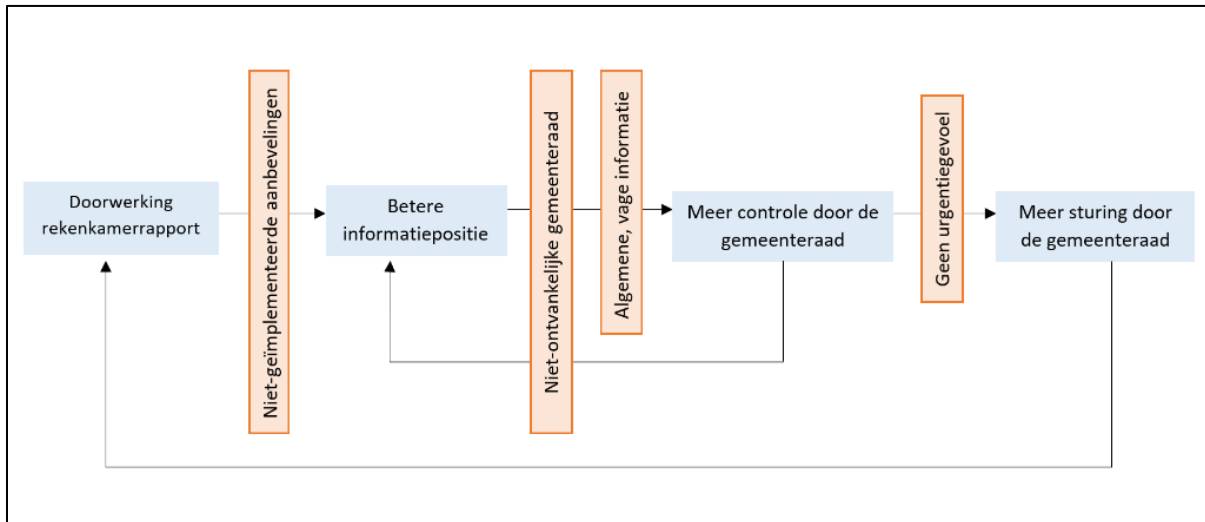 Doorwerking
rekenkamerrapport
Niet-geïmplementeerde aanbevelingen
Betere
informatiepositie
Niet-ontvankelijke gemeenteraad
Algemene, vage informatie
Meer controle door de
gemeenteraad
Geen urgentiegevoel
Meer sturing door
de gemeenteraad